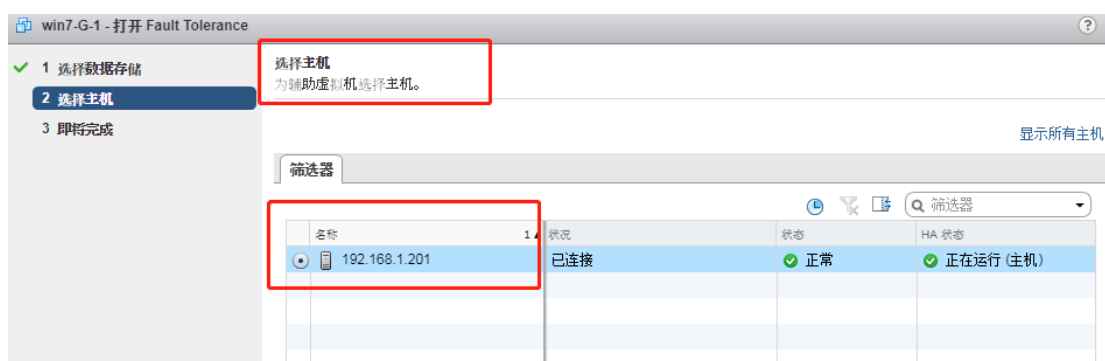 win7-G-1 - 打开 Fault Tolerance
?
1 选择数据存储
2 选择主机
3 即将完成
选择主机
为辅助虚拟机选择主机。
显示所有主机
筛选器
筛选器
名称 1 状况 状态 HA 状态
192.168.1.201 已连接 正常 正在运行 (主机)